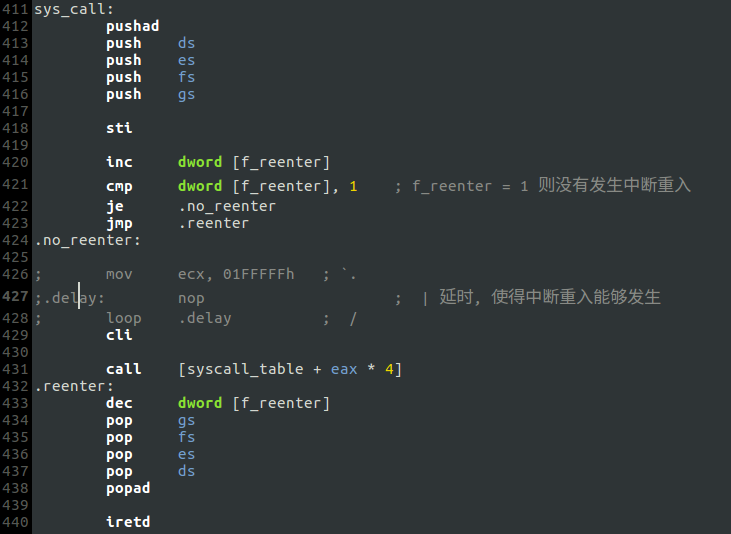 411 sys_call:
412 pushad
413 push ds
414 push es
415 push fs
416 push gs
417
418 sti
419
420 inc dword [f_reenter]
421 cmp dword [f_reenter], 1 ; f_reenter = 1 则没有发生中断重入
422 je .no_reenter
423 jmp .reenter
424 .no_reenter:
425
426 ; mov ecx, 01FFFFFh ; `.
427 ;.delay: nop ; | 延时, 使得中断重入能够发生
428 ; loop .delay ; /
429 cli
430
431 call [syscall_table + eax * 4]
432 .reenter:
433 dec dword [f_reenter]
434 pop gs
435 pop fs
436 pop es
437 pop ds
438 popad
439
440 iretd